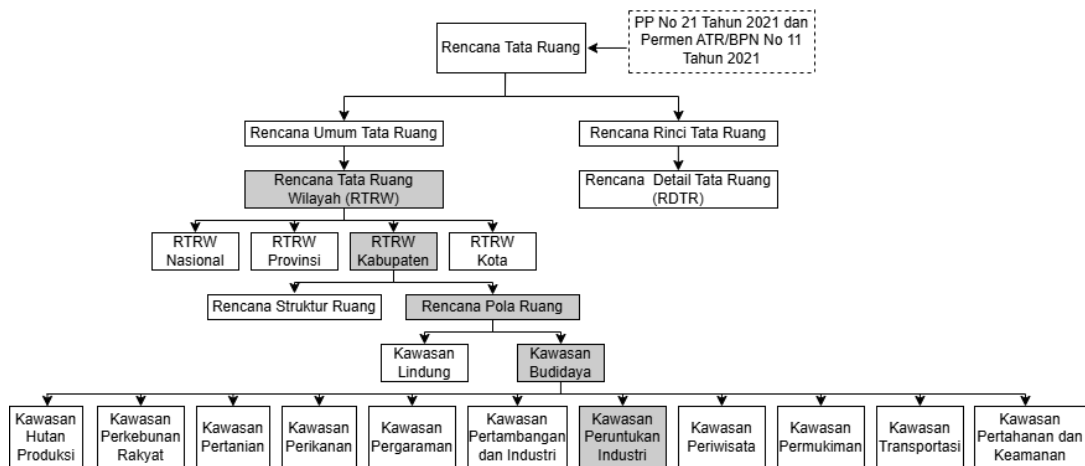 PP No 21 Tahun 2021 dan
Permen ATR/BPN No 11
Tahun 2021
Rencana Tata Ruang
Rencana Umum Tata Ruang
Rencana Rinci Tata Ruang
Rencana Tata Ruang
Wilayah (RTRW)
Rencana Detail Tata Ruang
(RDTR)
RTRW
Nasional
RTRW
Provinsi
RTRW
Kabupaten
RTRW
Kota
Rencana Struktur Ruang
Rencana Pola Ruang
Kawasan
Lindung
Kawasan
Budidaya
Kawasan
Hutan
Produksi
Kawasan
Perkebunan
Rakyat
Kawasan
Pertanian
Kawasan
Perikanan
Kawasan
Pergaraman
Kawasan
Pertambangan
dan Industri
Kawasan
Peruntukan
Industri
Kawasan
Periwisata
Kawasan
Permukiman
Kawasan
Transportasi
Kawasan
Pertahanan dan
Keamanan